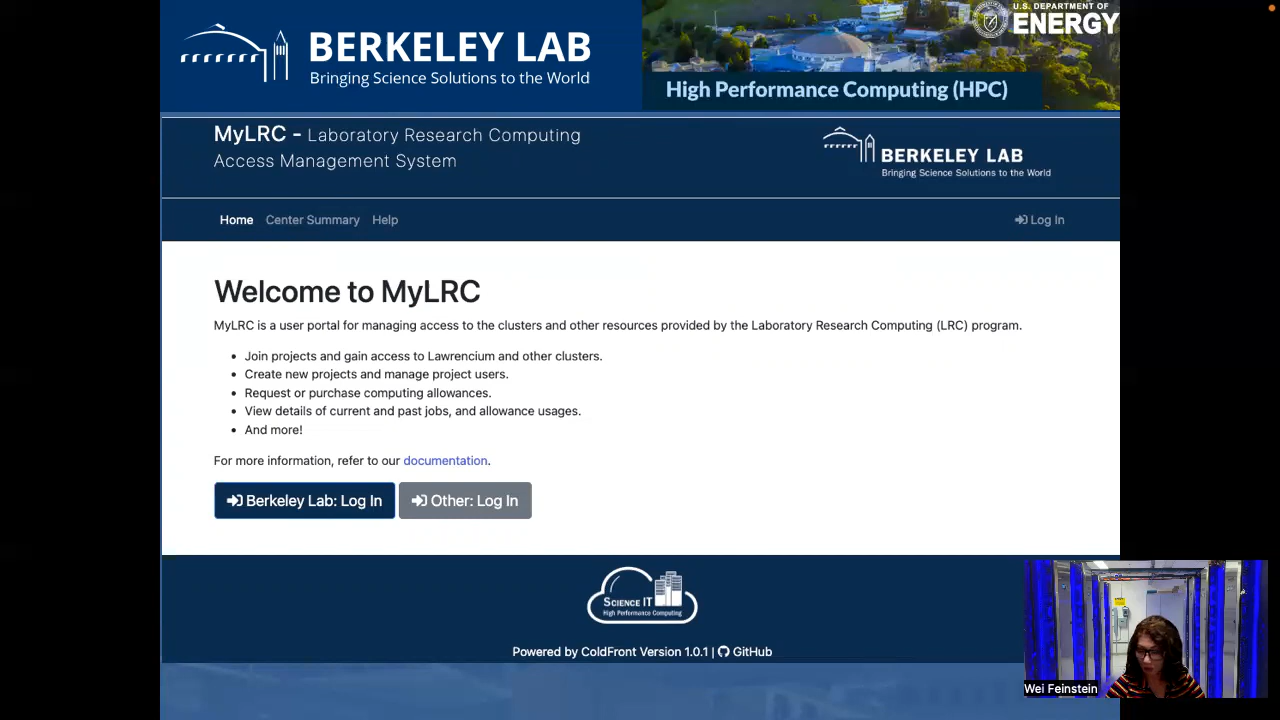 BERKELEY LAB
Bringing Science Solutions to the World
U.S. DEPARTMENT OF
ENERGY
High Performance Computing (HPC)
MyLRC - Laboratory Research Computing
Access Management System
BERKELEY LAB
Bringing Science Solutions to the World
Home Center Summary Help
Log In
Welcome to MyLRC
MyLRC is a user portal for managing access to the clusters and other resources provided by the Laboratory Research Computing (LRC) program.
• Join projects and gain access to Lawrencium and other clusters.
• Create new projects and manage project users.
• Request or purchase computing allowances.
• View details of current and past jobs, and allowance usages.
• And more!
For more information, refer to our documentation.
Berkeley Lab: Log In
Other: Log In
SCIENCE IT
High Performance Computing
Powered by ColdFront Version 1.0.1 | GitHub
Wei Feinstein